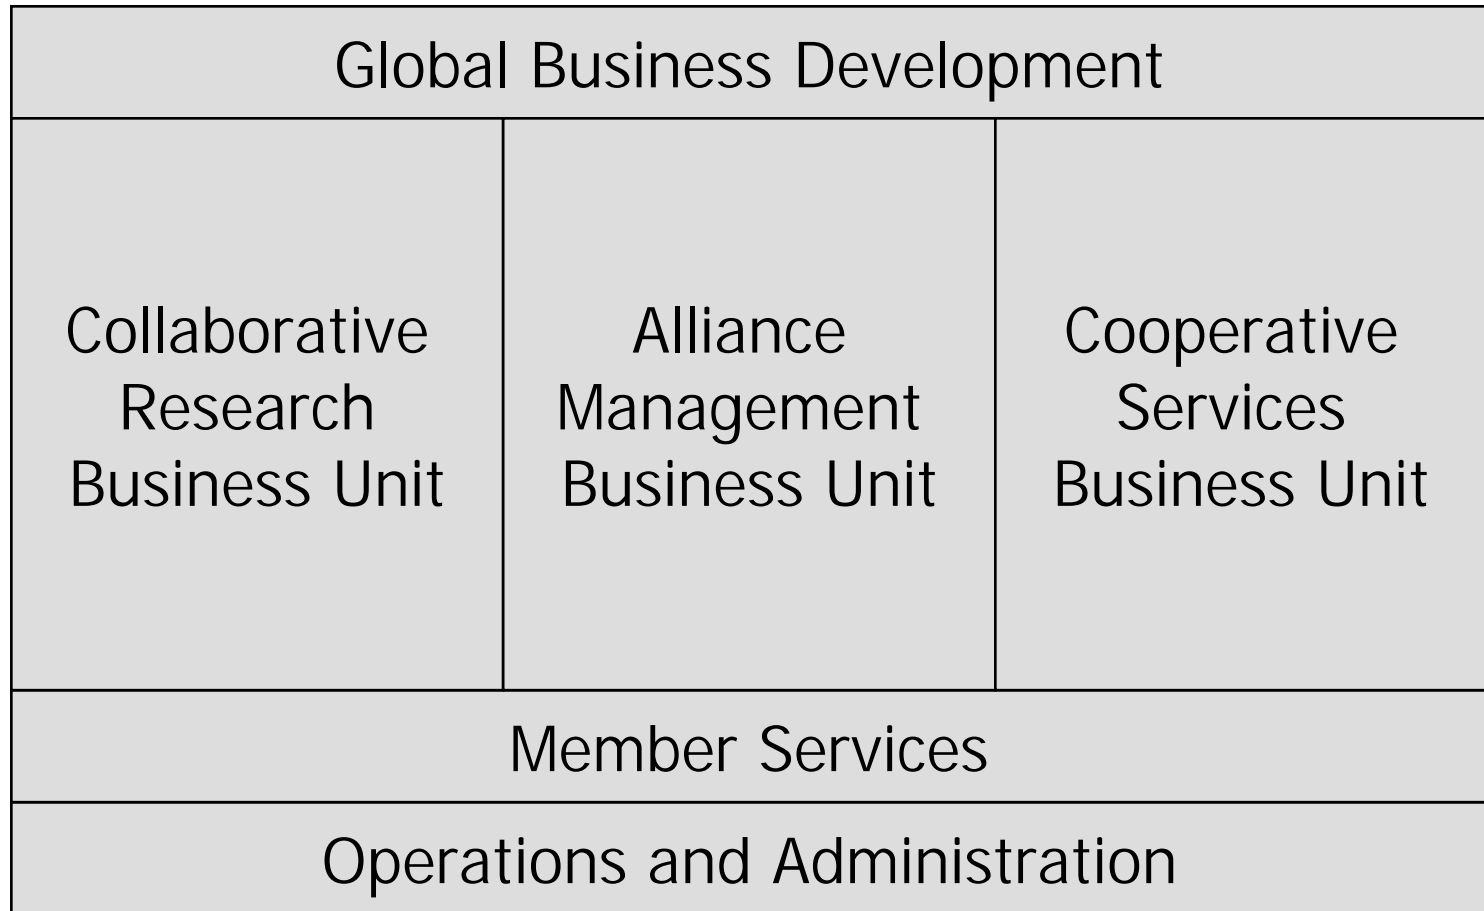 Global Business Development
Collaborative
Research
Business Unit
Alliance
Management
Business Unit
Cooperative
Services
Business Unit
Member Services
Operations and Administration